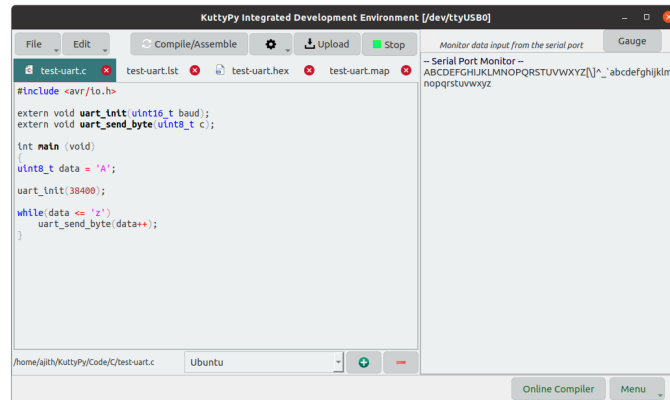 KuttyPy Integrated Development Environment [/dev/ttyUSB0]
File Edit Compile/Assemble Upload Stop
Monitor data input from the serial port Gauge
test-uart.c test-uart.lst test-uart.hex test-uart.map
#include <avr/io.h>
extern void uart_init(uint16_t baud);
extern void uart_send_byte(uint8_t c);
int main (void)
{
uint8_t data = 'A';
uart_init(38400);
while(data <= 'z')
uart_send_byte(data++);
}
-- Serial Port Monitor --
ABCDEFGHIJKLMNOPQRSTUVWXYZ[\]^_`abcdefghijklm
nopqrstuvwxyz
/home/ajith/KuttyPy/Code/C/test-uart.c Ubuntu
Online Compiler Menu